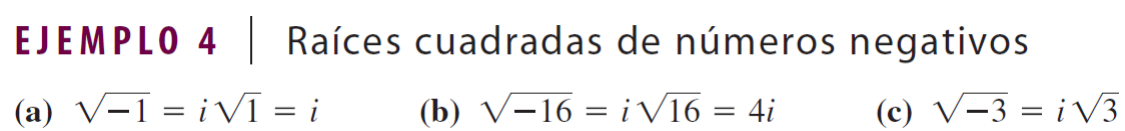 EJEMPLO 4 | Raíces cuadradas de números negativos
(a) √−1 = i√1 = i (b) √−16 = i√16 = 4i (c) √−3 = i√3